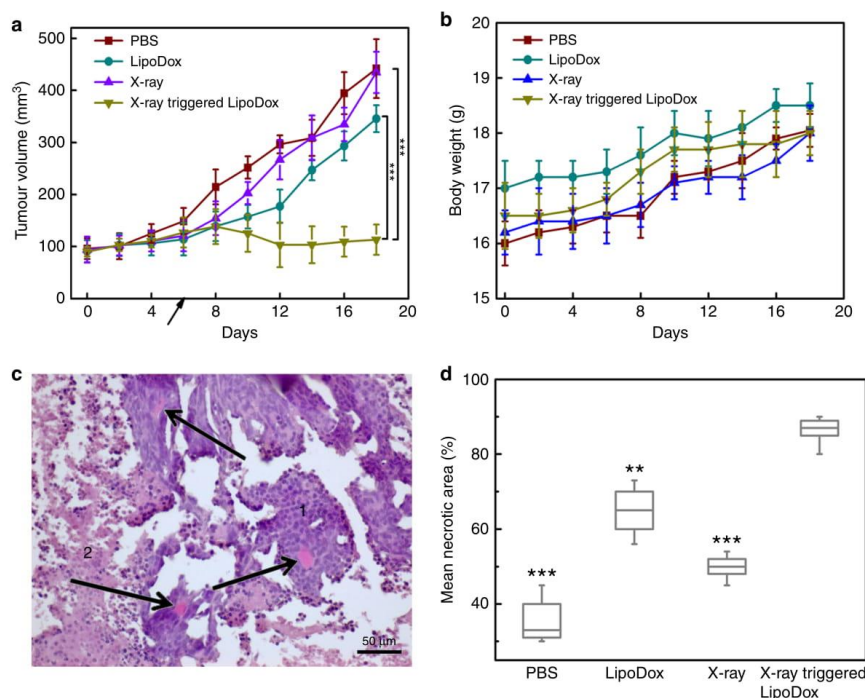 a
500
400
300
200
100
0
Tumour volume (mm3)
PBS
LipoDox
X-ray
X-ray triggered LipoDox
***
***
0 4 8 12 16 20
Days
b
19
18
17
16
15
Body weight (g)
PBS
LipoDox
X-ray
X-ray triggered LipoDox
0 4 8 12 16 20
Days
c
1
2
50 µm
d
100
80
60
40
Mean necrotic area (%)
***
**
***
PBS LipoDox X-ray X-ray triggered
LipoDox